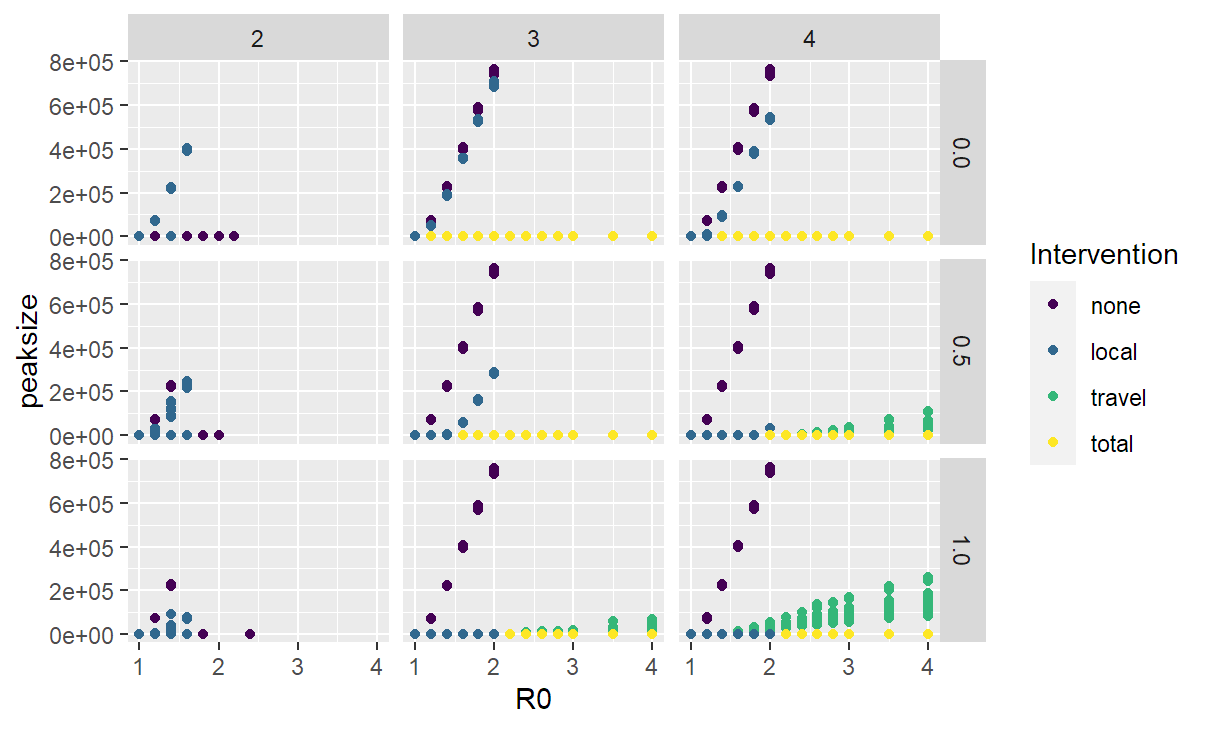 2 3 4
8e+05
6e+05
4e+05
2e+05
0e+00
0.0
8e+05
6e+05
4e+05
2e+05
0e+00
0.5
8e+05
6e+05
4e+05
2e+05
0e+00
1.0
1 2 3 4 1 2 3 4 1 2 3 4
R0
peaksize
Intervention
none
local
travel
total